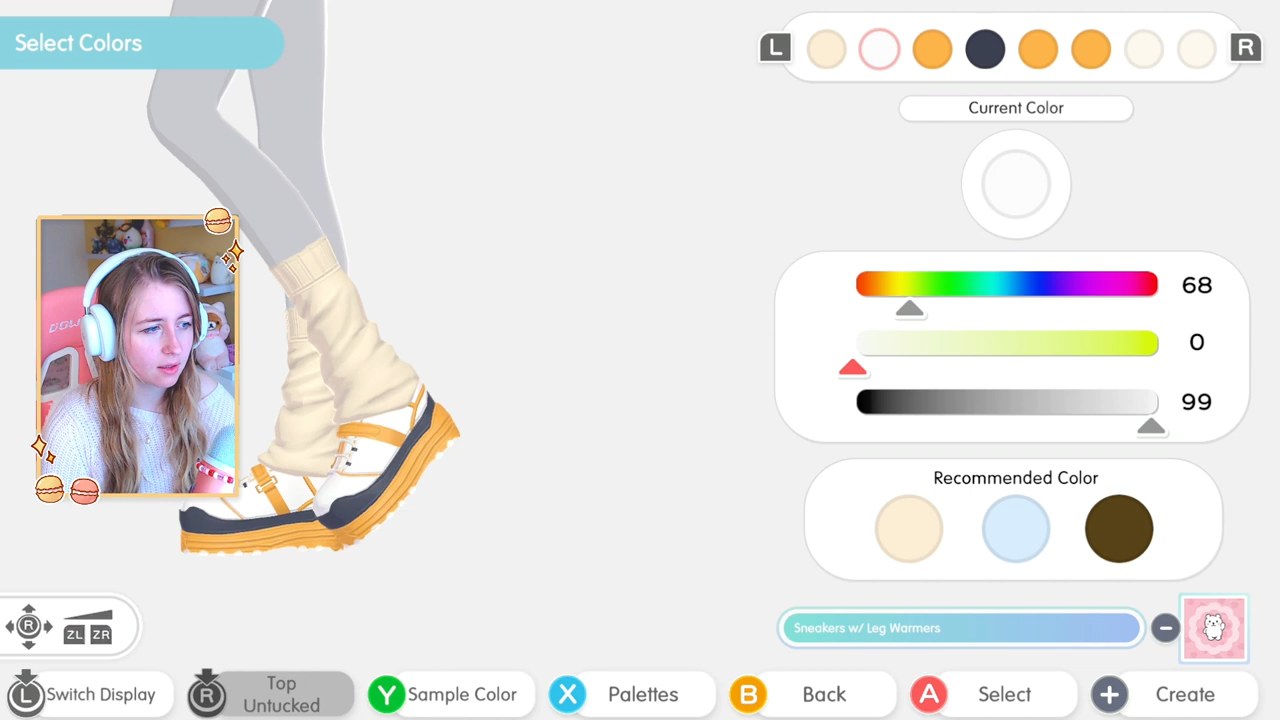 Select Colors
L
R
Current Color
68
0
99
Recommended Color
Sneakers w/ Leg Warmers
R
ZL ZR
L Switch Display
R Top Untucked
Y Sample Color
X Palettes
B Back
A Select
+ Create